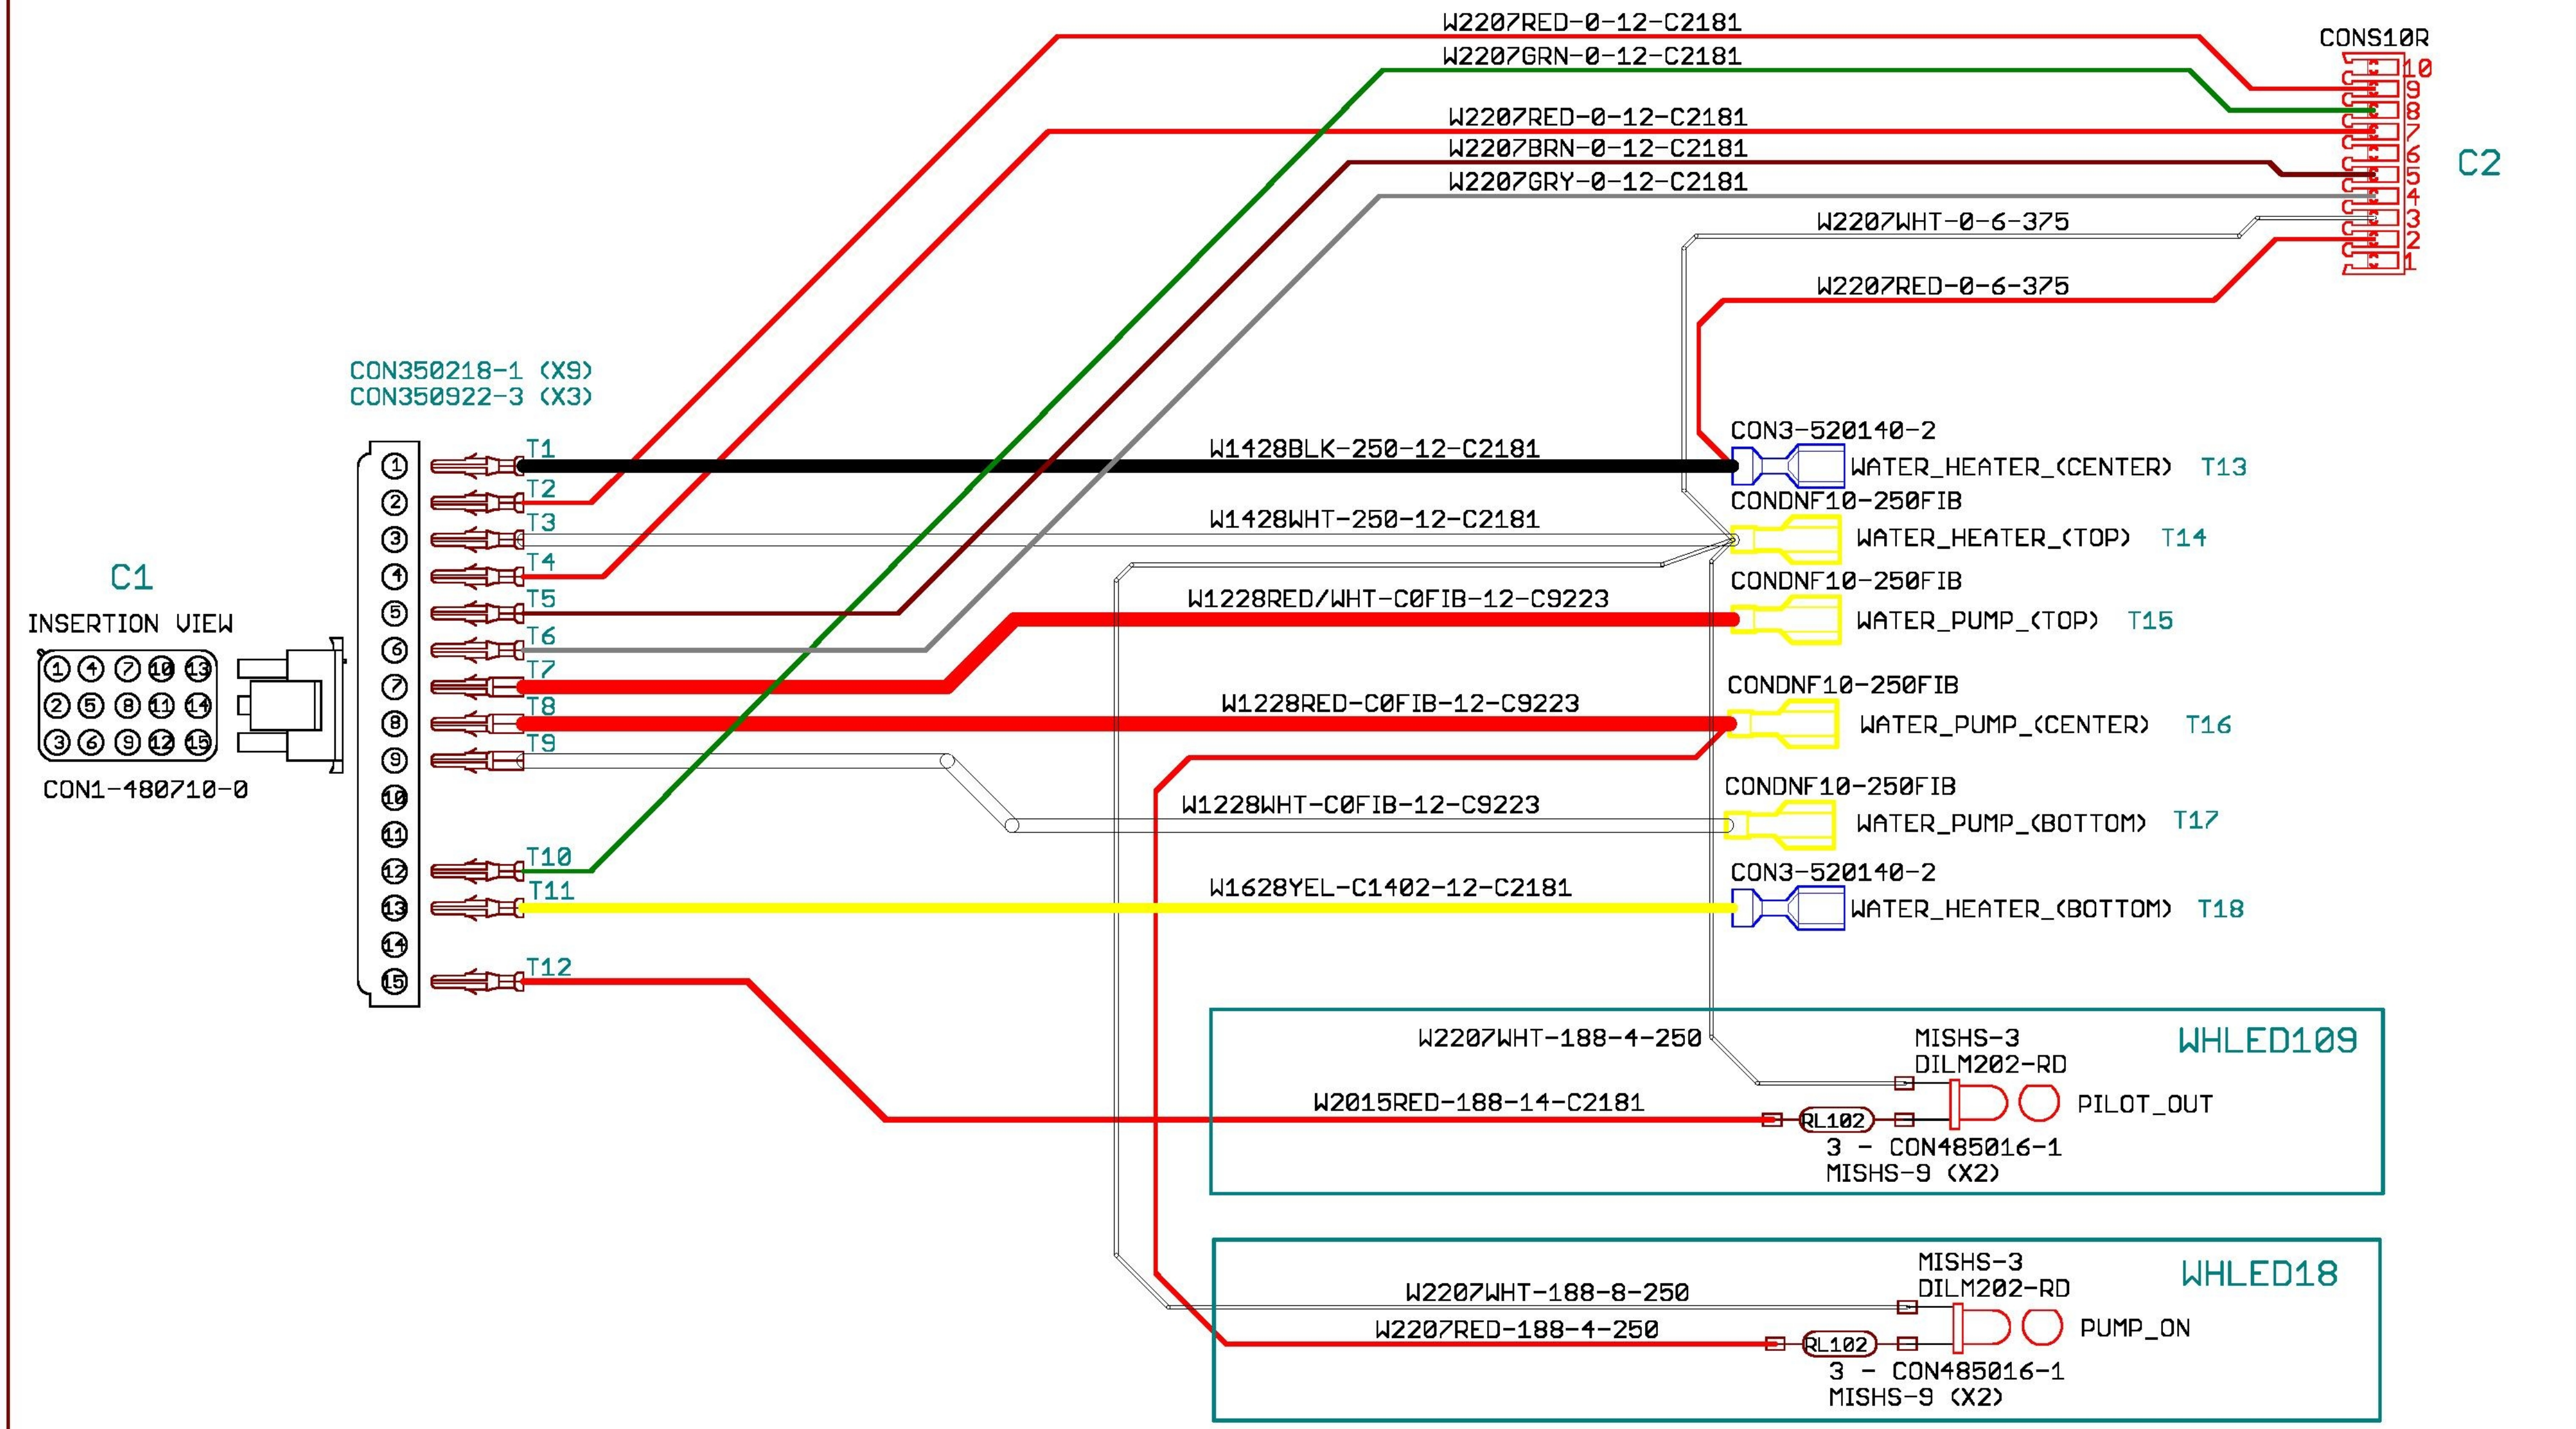 W2207RED-0-12-C2181
W2207GRN-0-12-C2181
W2207RED-0-12-C2181
W2207BRN-0-12-C2181
W2207GRY-0-12-C2181
W2207WHT-0-6-375
W2207RED-0-6-375
CONS10R
10
9
8
7
6
5
4
3
2
1
C2
CON350218-1 (X9)
CON350922-3 (X3)
C1
INSERTION VIEW
1 4 7 10 13
2 5 8 11 14
3 6 9 12 15
CON1-480710-0
1 T1
2 T2
3 T3
4 T4
5 T5
6 T6
7 T7
8 T8
9 T9
10
11
12 T10
13 T11
14
15 T12
W1428BLK-250-12-C2181
W1428WHT-250-12-C2181
W1228RED/WHT-C0FIB-12-C9223
W1228RED-C0FIB-12-C9223
W1228WHT-C0FIB-12-C9223
W1628YEL-C1402-12-C2181
CON3-520140-2
WATER_HEATER_(CENTER) T13
CONDNF10-250FIB
WATER_HEATER_(TOP) T14
CONDNF10-250FIB
WATER_PUMP_(TOP) T15
CONDNF10-250FIB
WATER_PUMP_(CENTER) T16
CONDNF10-250FIB
WATER_PUMP_(BOTTOM) T17
CON3-520140-2
WATER_HEATER_(BOTTOM) T18
WHLED109
W2207WHT-188-4-250
MISHS-3
DILM202-RD
W2015RED-188-14-C2181
RL102
PILOT_OUT
3 - CON485016-1
MISHS-9 (X2)
WHLED18
MISHS-3
DILM202-RD
W2207WHT-188-8-250
W2207RED-188-4-250
RL102
PUMP_ON
3 - CON485016-1
MISHS-9 (X2)